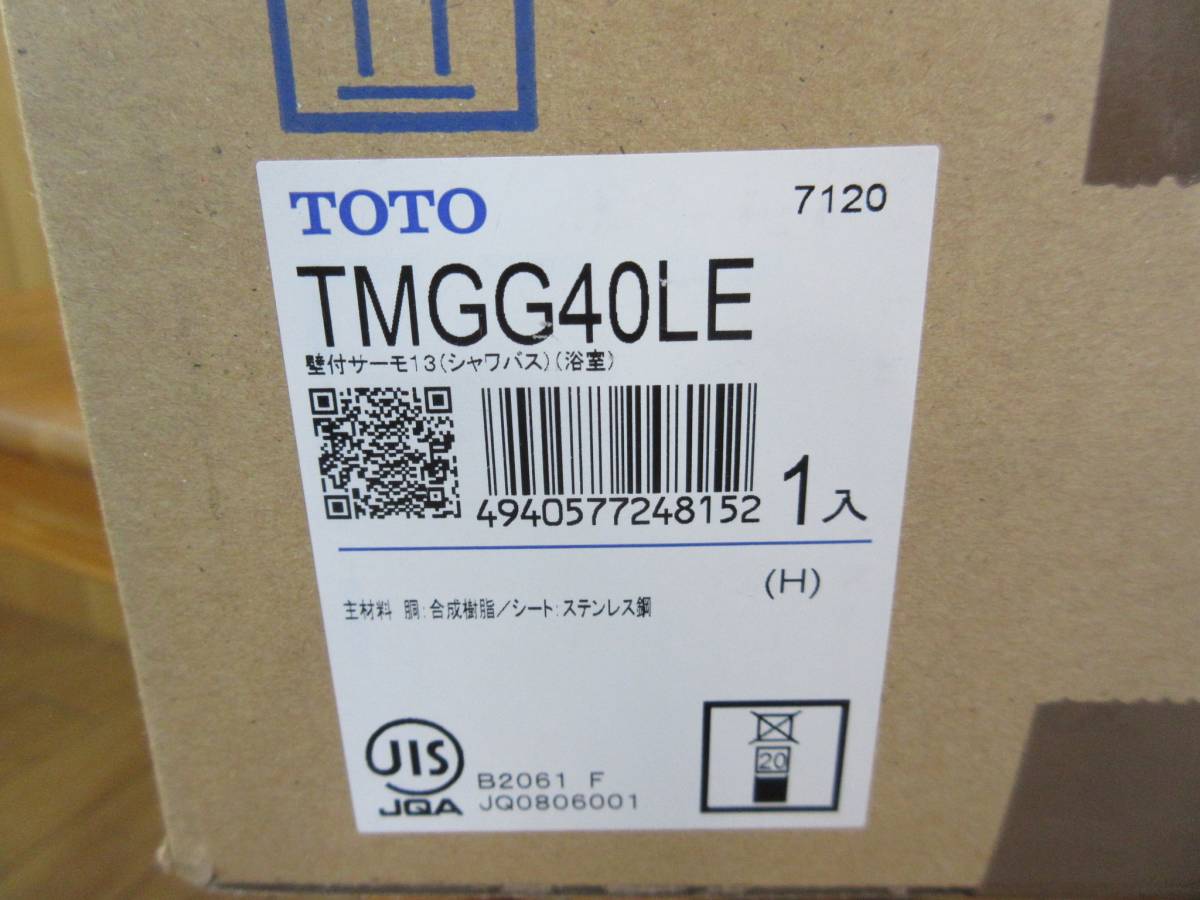 TOTO 7120
TMGG40LE
壁付サーモ13(シャワバス)(浴室)
4940577248152 1入
(H)
主材料 胴:合成樹脂/シート:ステンレス鋼
JIS
JQA
B2061 F
JQ0806001
20